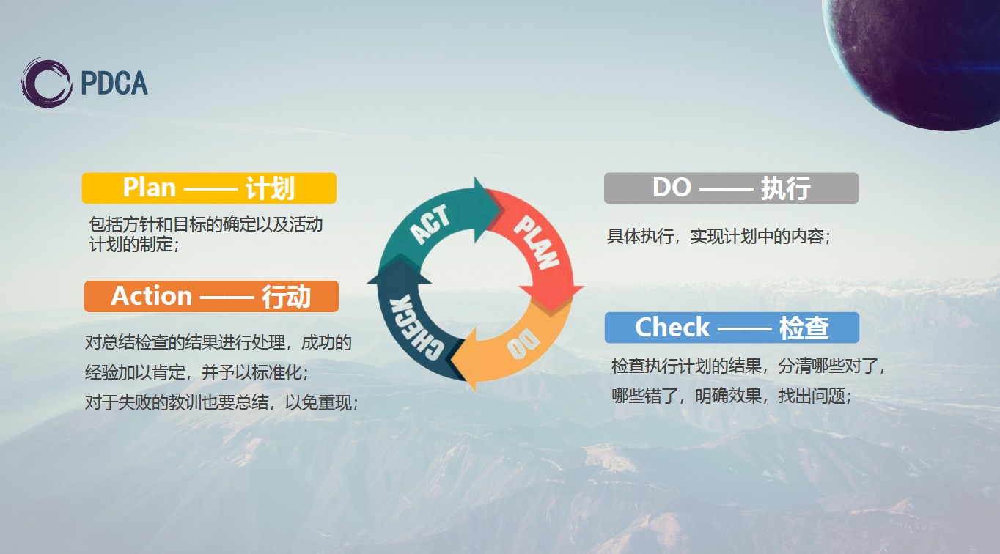 PDCA
Plan —— 计划
包括方针和目标的确定以及活动
计划的制定；
DO —— 执行
具体执行，实现计划中的内容；
Action —— 行动
对总结检查的结果进行处理，成功的
经验加以肯定，并予以标准化；
对于失败的教训也要总结，以免重现；
Check —— 检查
检查执行计划的结果，分清哪些对了，
哪些错了，明确效果，找出问题；
ACT
PLAN
DO
CHECK